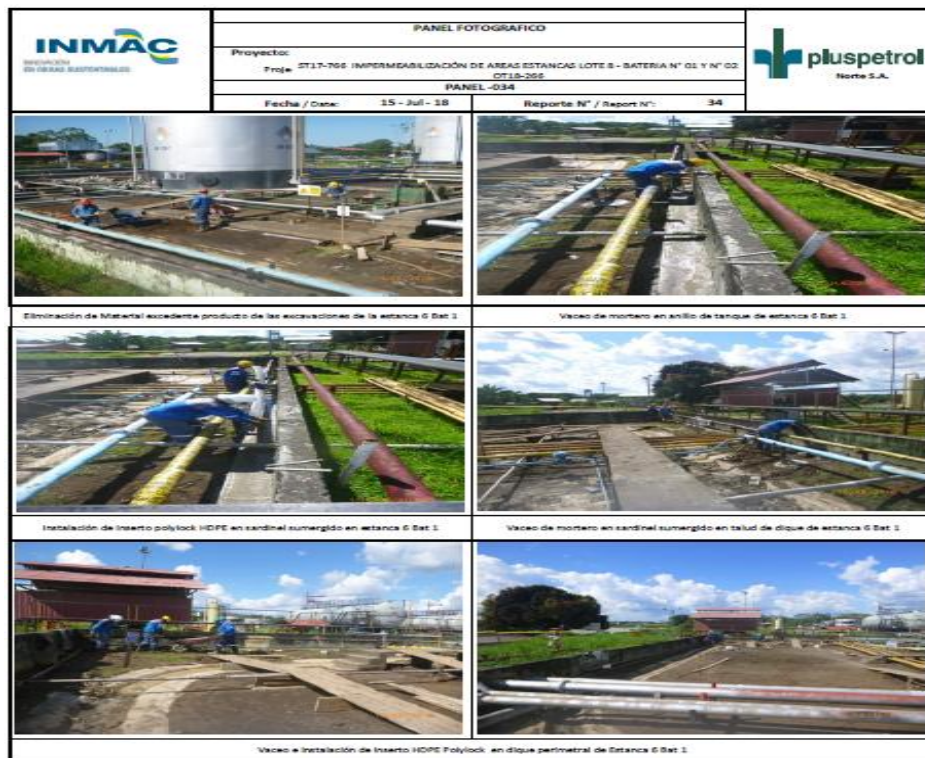 INMAC
INNOVACIÓN
EN OBRAS SUSTENTABLES
PANEL FOTOGRAFICO
Proyecto:
Proje ST17-766 IMPERMEABILIZACIÓN DE AREAS ESTANCAS LOTE 8 - BATERIA N° 01 Y N° 02
OT18-266
PANEL -034
Fecha / Date: 15 - Jul - 18 Reporte N° / Report N°: 34
pluspetrol
Norte S.A.
Eliminación de Material excedente producto de las excavaciones de la estanca 6 Bat 1
Vaceo de mortero en anillo de tanque de estanca 6 Bat 1
Instalación de Inserto polylock HDPE en sardinel sumergido en estanca 6 Bat 1
Vaceo de mortero en sardinel sumergido en talud de dique de estanca 6 Bat 1
Vaceo e Instalación de Inserto HDPE Polylock en dique perimetral de Estanca 6 Bat 1